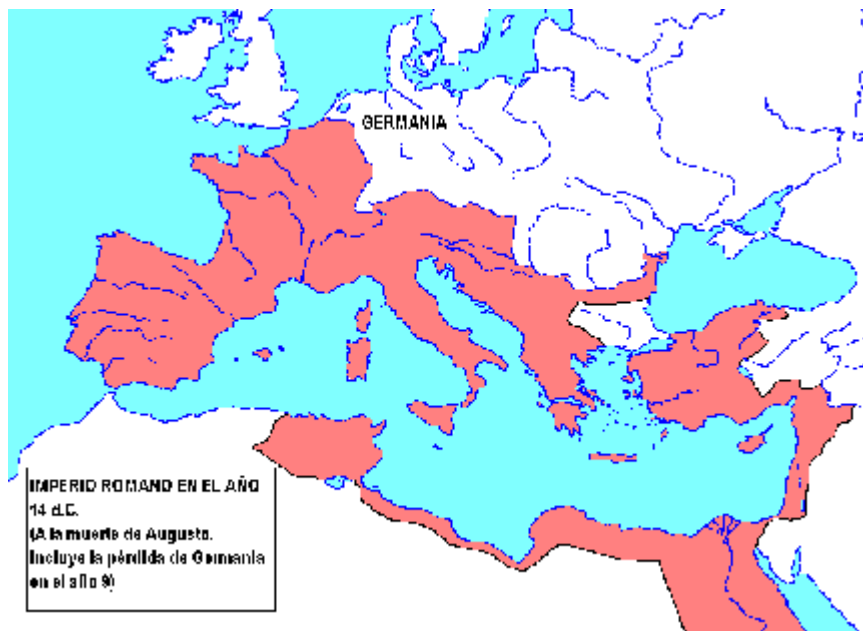 GERMANIA
IMPERIO ROMANO EN EL AÑO
14 d.C.
(A la muerte de Augusto.
Incluye la pérdida de Germania
en el año 9)